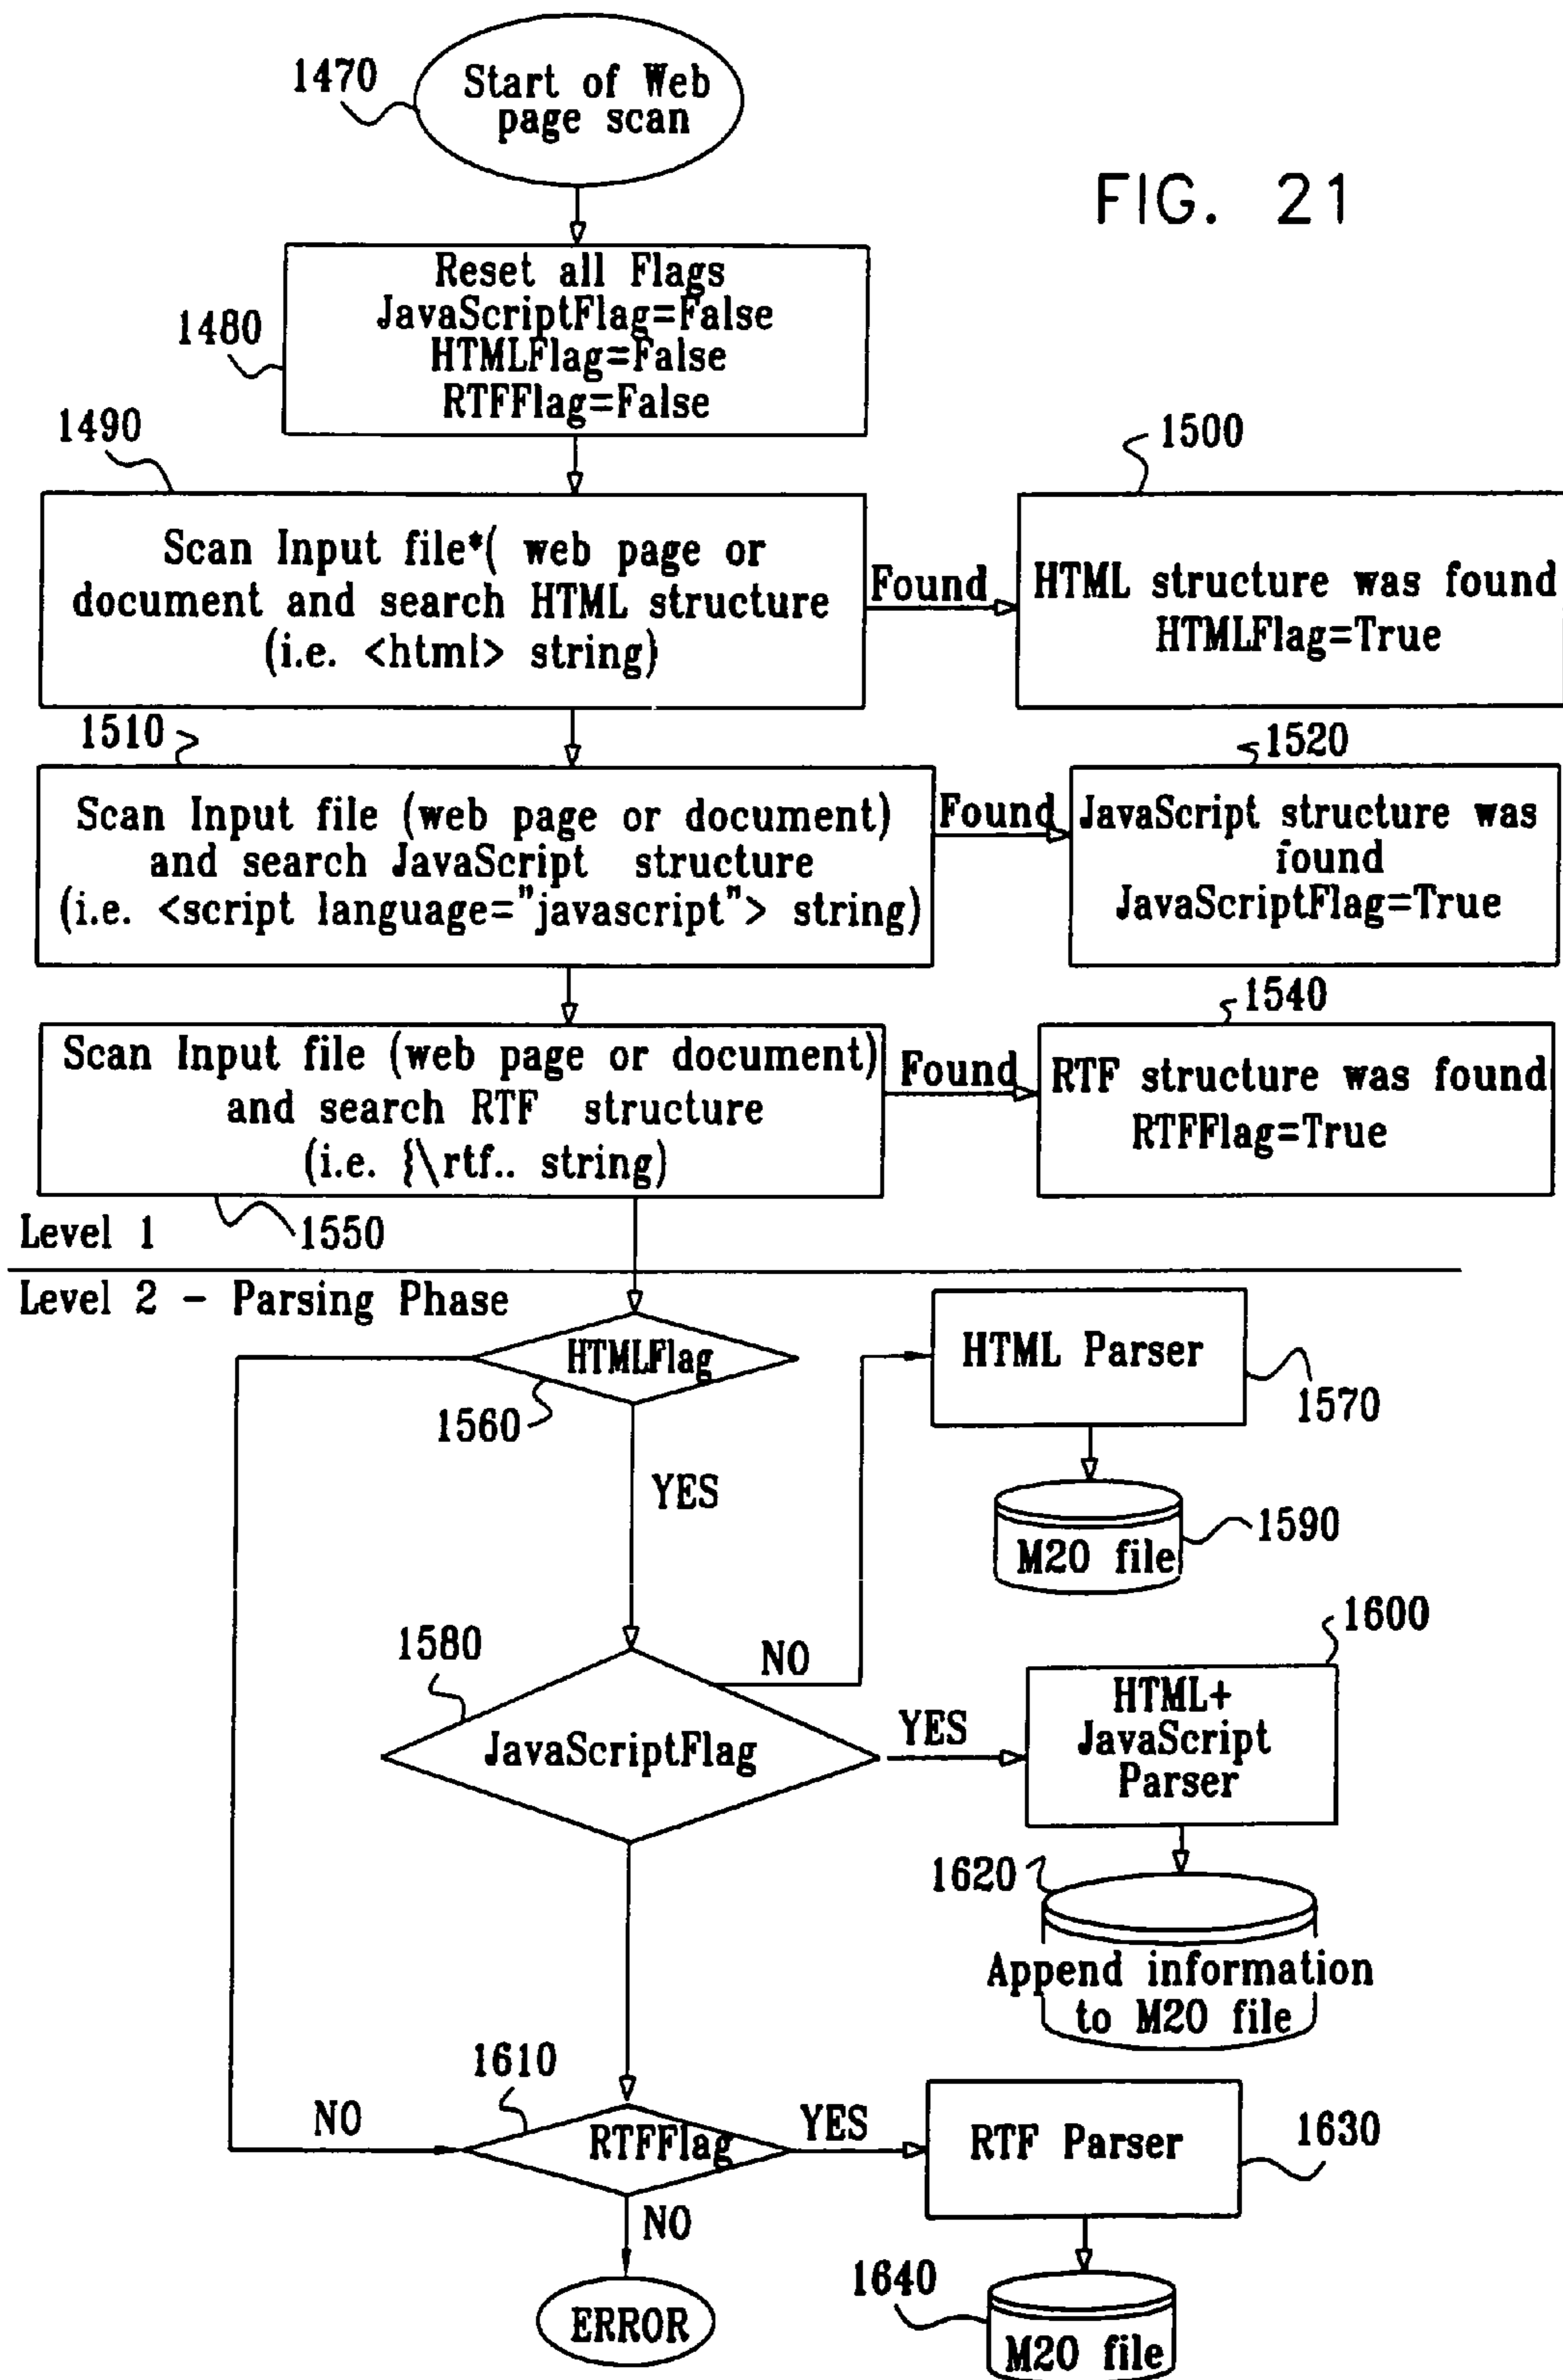 1470
Start of Web
page scan
FIG. 21
1480
Reset all Flags
JavaScriptFlag=False
HTMLFlag=False
RTFFlag=False
1490
Scan Input file*( web page or
document and search HTML structure
(i.e. <html> string)
Found
1500
HTML structure was found
HTMLFlag=True
1510
Scan Input file (web page or document)
and search JavaScript structure
(i.e. <script language="javascript"> string)
Found
1520
JavaScript structure was
found
JavaScriptFlag=True
Scan Input file (web page or document)
and search RTF structure
(i.e. }\rtf.. string)
Found
1540
RTF structure was found
RTFFlag=True
1550
Level 1
Level 2 - Parsing Phase
HTMLFlag
1560
YES
HTML Parser
1570
M20 file
1590
1580
JavaScriptFlag
NO
YES
1600
HTML+
JavaScript
Parser
1620
Append information
to M20 file
1610
NO
RTFFlag
YES
RTF Parser
1630
NO
ERROR
1640
M20 file